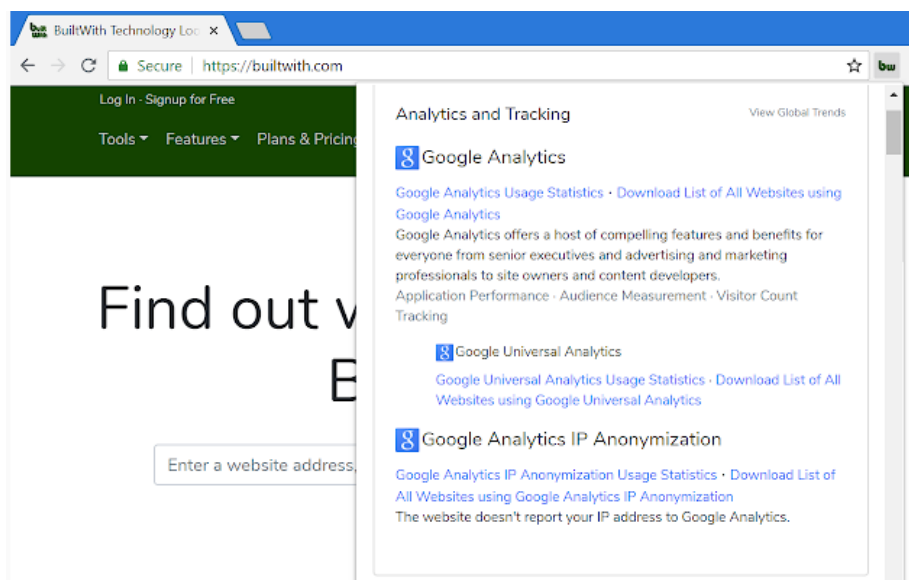 BuiltWith Technology Loo
Secure
https://builtwith.com
bw
Log In · Signup for Free
Tools Features Plans & Pricing
Find out
B
Enter a website address,
Analytics and Tracking
View Global Trends
Google Analytics
Google Analytics Usage Statistics · Download List of All Websites using
Google Analytics
Google Analytics offers a host of compelling features and benefits for
everyone from senior executives and advertising and marketing
professionals to site owners and content developers.
Application Performance · Audience Measurement · Visitor Count
Tracking
Google Universal Analytics
Google Universal Analytics Usage Statistics · Download List of All
Websites using Google Universal Analytics
Google Analytics IP Anonymization
Google Analytics IP Anonymization Usage Statistics · Download List of
All Websites using Google Analytics IP Anonymization
The website doesn't report your IP address to Google Analytics.